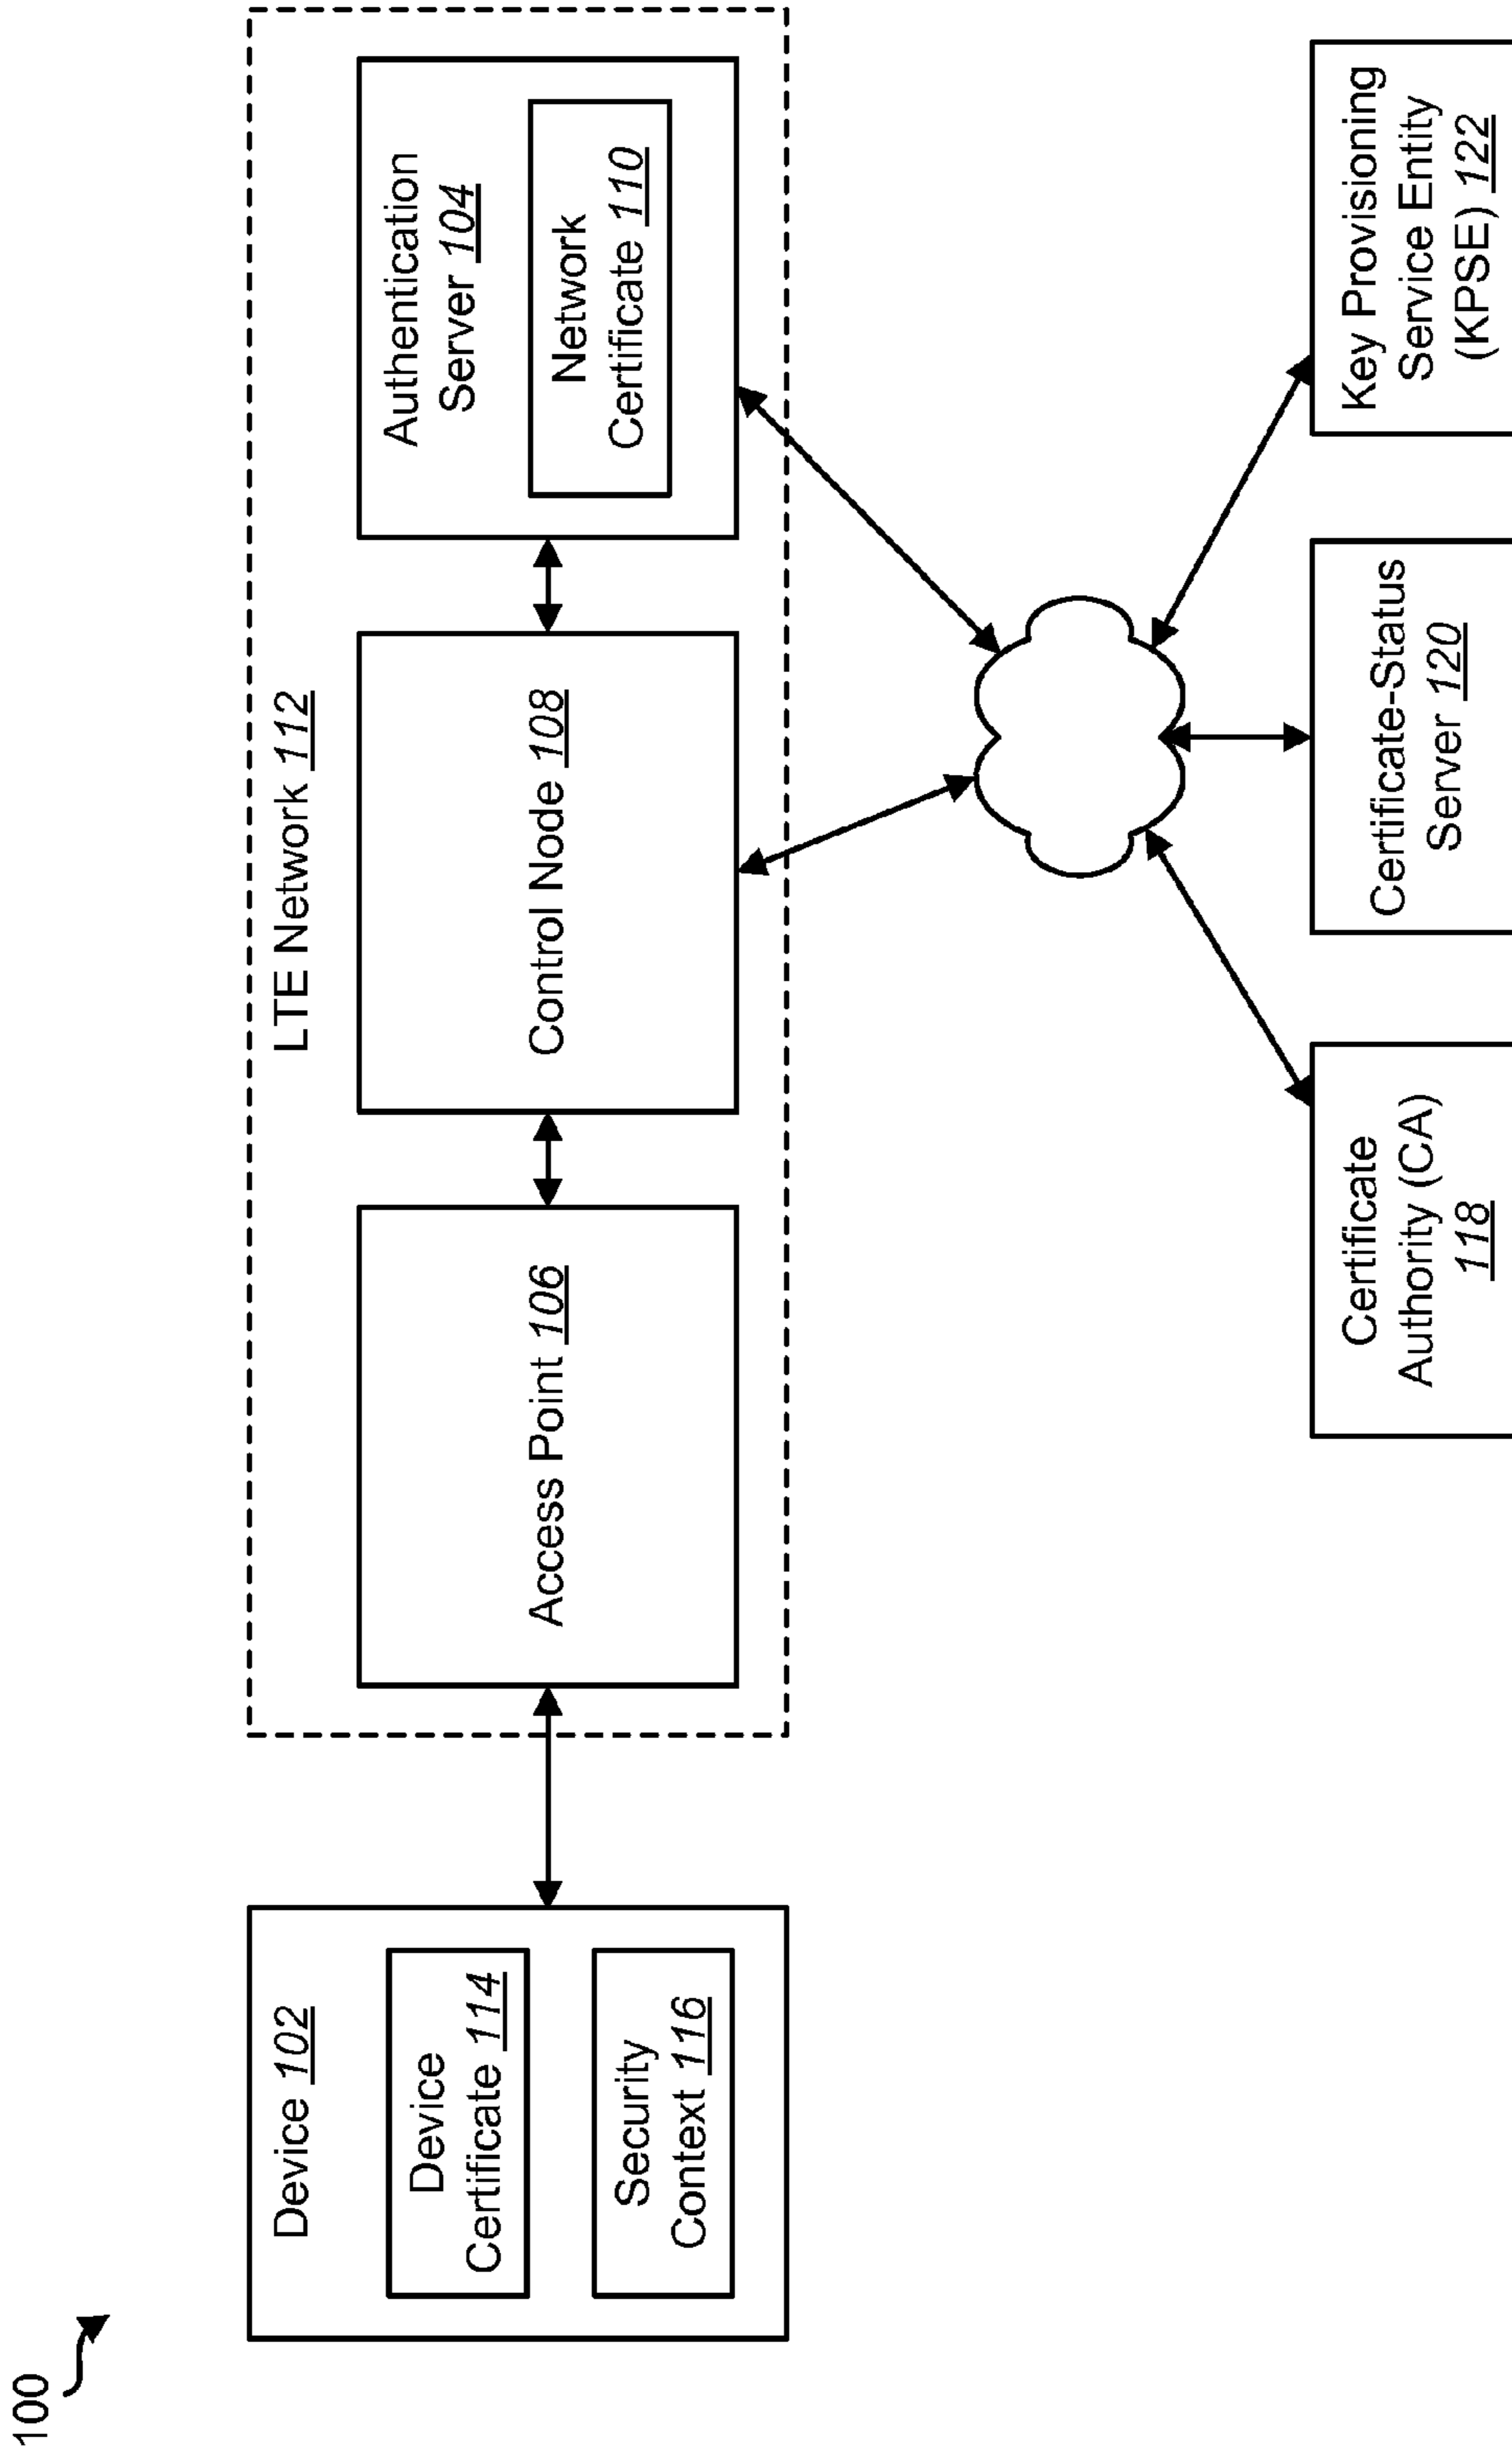 100
Device 102
Device
Certificate 114
Security
Context 116
LTE Network 112
Access Point 106
Control Node 108
Authentication
Server 104
Network
Certificate 110
Certificate
Authority (CA)
118
Certificate-Status
Server 120
Key Provisioning
Service Entity
(KPSE) 122